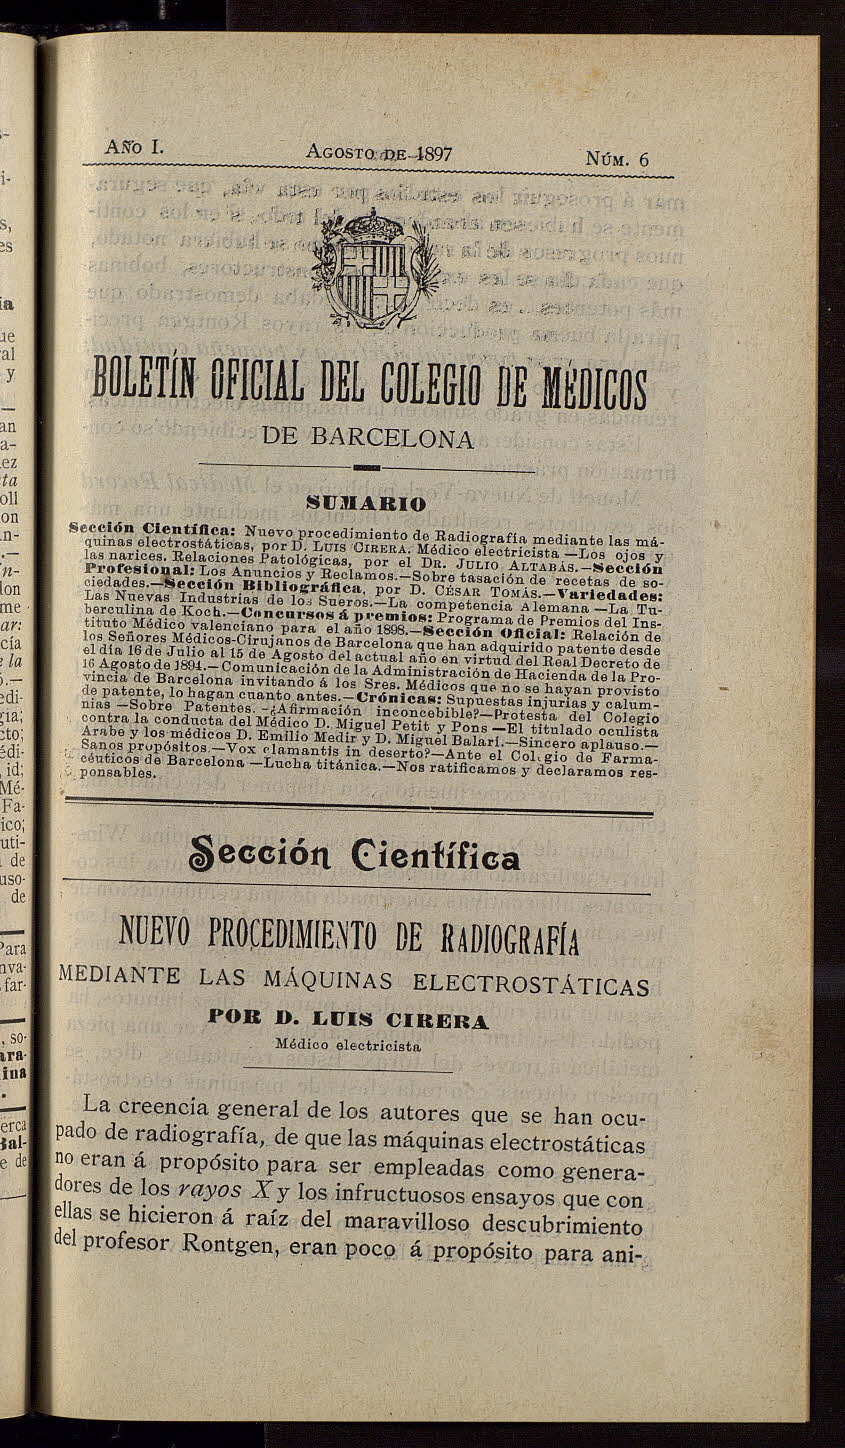 AÑO I.
AGOSTO DE 1897
NÚM. 6
BOLETÍN OFICIAL DEL COLEGIO DE MÉDICOS
DE BARCELONA
SUMARIO
Sección Científica: Nuevo procedimiento de Radiografía mediante las má-
quinas electrostáticas, por D. LUIS CIRERA. Médico electricista —Los ojos y
las narices. Relaciones Patológicas, por el DR. JULIO ALTABÁS.—Sección
Profesional: Los Anuncios y Reclamos.—Sobre tasación de recetas de so-
ciedades.—Sección Bibliográfica, por D. CÉSAR TOMÁS.—Variedades:
Las Nuevas Industrias de los Sueros.—La competencia Alemana —La Tu-
berculina de Koch.—Concursos á premios: Programa de Premios del Ins-
tituto Médico valenciano para el año 1898.—Sección Oficial: Relación de
los Señores Médicos-Cirujanos de Barcelona que han adquirido patente desde
el día 16 de Julio al 15 de Agosto del actual año en virtud del Real Decreto de
16 Agosto de 1894.—Comunicación de la Administración de Hacienda de la Pro-
vincia de Barcelona invitando á los Sres. Médicos que no se hayan provisto
de patente, lo hagan cuanto antes.—Crónicas: Supuestas injurias y calum-
nias —Sobre Patentes. -¿Afirmación inconcebible?—Protesta del Colegio
contra la conducta del Médico D. Miguel Petit y Pons —El titulado oculista
Arabe y los médicos D. Emilio Medir y D. Miguel Balarí.—Sincero aplauso.—
Sanos propósitos.—Vox clamantis in deserto?—Ante el Colegio de Farma-
céuticos de Barcelona —Lucha titánica.—Nos ratificamos y declaramos res-
ponsables.
Sección Científica
NUEVO PROCEDIMIENTO DE RADIOGRAFÍA
MEDIANTE LAS MÁQUINAS ELECTROSTÁTICAS
POR D. LUIS CIRERA
Médico electricista
La creencia general de los autores que se han ocu-
pado de radiografía, de que las máquinas electrostáticas
no eran á propósito para ser empleadas como genera-
dores de los rayos X y los infructuosos ensayos que con
ellas se hicieron á raíz del maravilloso descubrimiento
del profesor Rontgen, eran poco á propósito para ani-